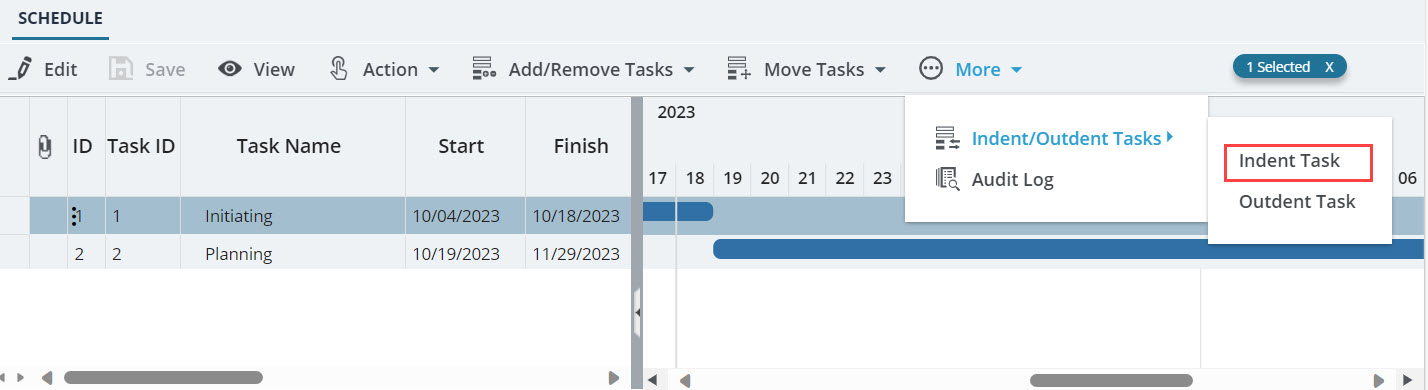 SCHEDULE
Edit Save View Action Add/Remove Tasks Move Tasks More 1 Selected X
2023
ID Task ID Task Name Start Finish
Indent/Outdent Tasks
Indent Task
17 18 19 20 21 22 23 Audit Log 06
Outdent Task
1 1 Initiating 10/04/2023 10/18/2023
2 2 Planning 10/19/2023 11/29/2023